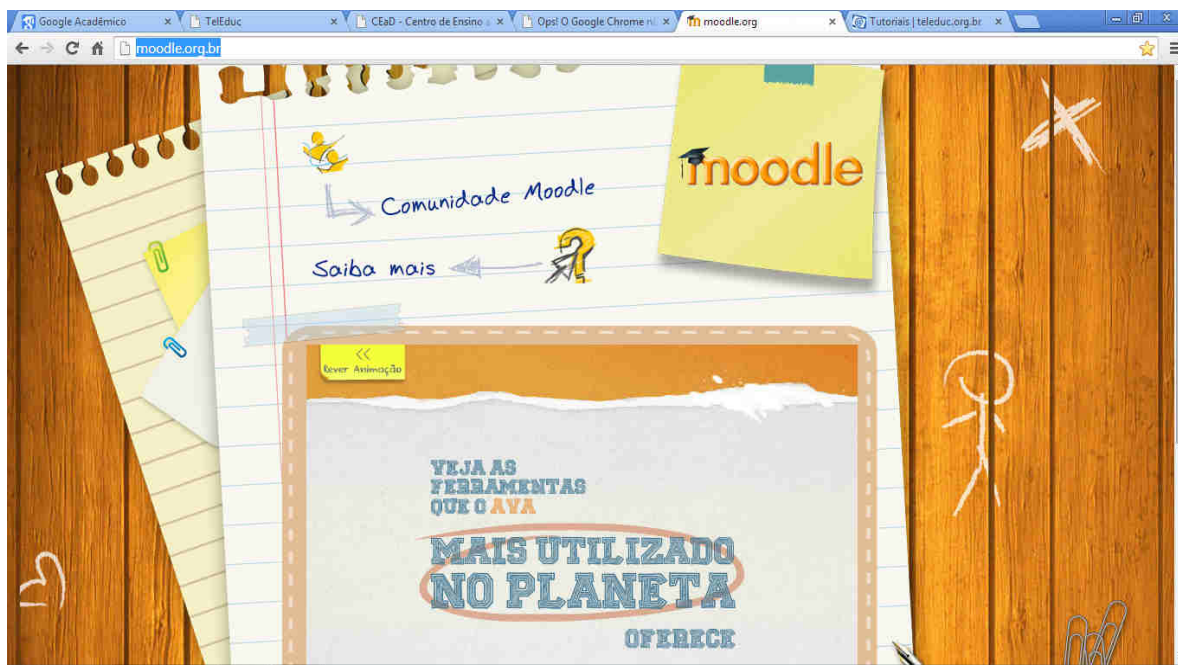 Google Acadêmico
TelEduc
CEaD - Centro de Ensino
Ops! O Google Chrome n
moodle.org
Tutoriais | teleduc.org.br
moodle.org.br
moodle
Comunidade Moodle
Saiba mais
<<
Rever Animação
VEJA AS
FERRAMENTAS
QUE O AVA
MAIS UTILIZADO
NO PLANETA
OFERECE